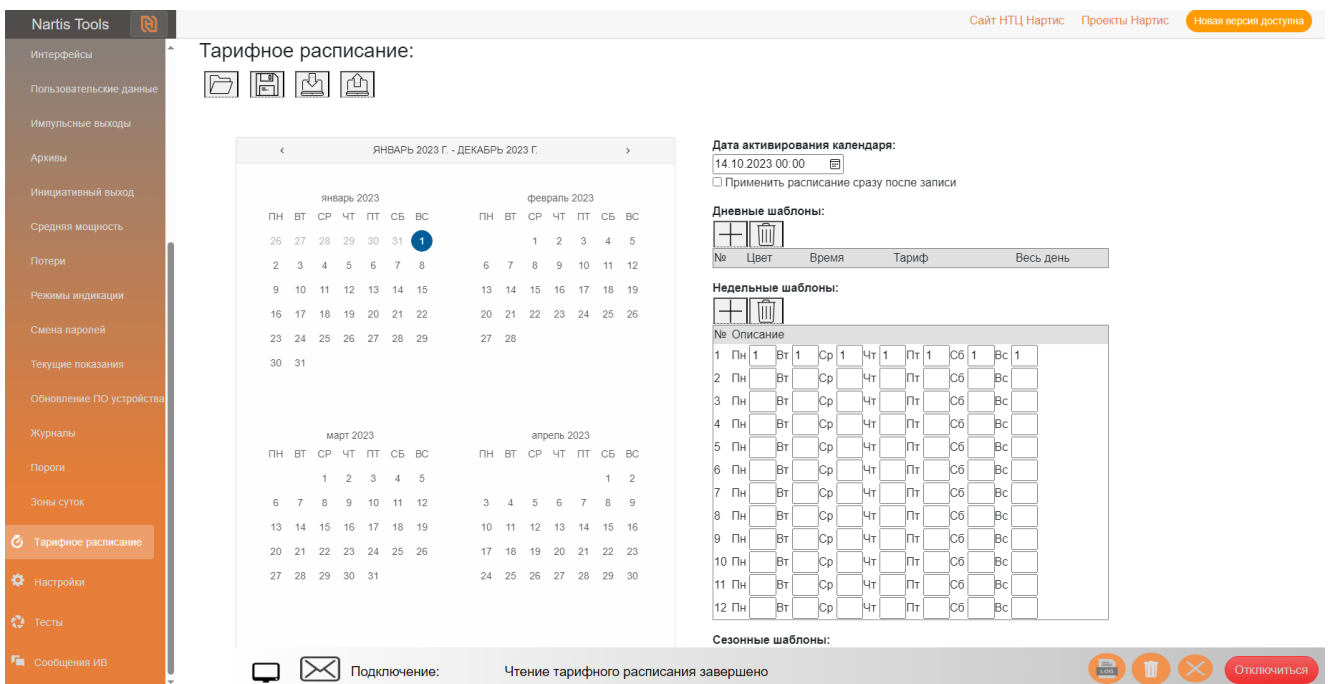 Nartis Tools
Сайт НТЦ Нартис Проекты Нартис Новая версия доступна
Интерфейсы
Пользовательские данные
Импульсные выходы
Архивы
Инициативный выход
Средняя мощность
Потери
Режимы индикации
Смена паролей
Текущие показания
Обновление ПО устройства
Журналы
Пороги
Зоны суток
Тарифное расписание
Настройки
Тесты
Сообщения ИВ
Тарифное расписание:
‹ ЯНВАРЬ 2023 Г. - ДЕКАБРЬ 2023 Г. ›
январь 2023
ПН ВТ СР ЧТ ПТ СБ ВС
26 27 28 29 30 31 1
2 3 4 5 6 7 8
9 10 11 12 13 14 15
16 17 18 19 20 21 22
23 24 25 26 27 28 29
30 31
февраль 2023
ПН ВТ СР ЧТ ПТ СБ ВС
1 2 3 4 5
6 7 8 9 10 11 12
13 14 15 16 17 18 19
20 21 22 23 24 25 26
27 28
март 2023
ПН ВТ СР ЧТ ПТ СБ ВС
1 2 3 4 5
6 7 8 9 10 11 12
13 14 15 16 17 18 19
20 21 22 23 24 25 26
27 28 29 30 31
апрель 2023
ПН ВТ СР ЧТ ПТ СБ ВС
1 2
3 4 5 6 7 8 9
10 11 12 13 14 15 16
17 18 19 20 21 22 23
24 25 26 27 28 29 30
Дата активирования календаря:
14.10.2023 00:00
Применить расписание сразу после записи
Дневные шаблоны:
№ Цвет Время Тариф Весь день
Недельные шаблоны:
№ Описание
1 Пн 1 Вт 1 Ср 1 Чт 1 Пт 1 Сб 1 Вс 1
2 Пн Вт Ср Чт Пт Сб Вс
3 Пн Вт Ср Чт Пт Сб Вс
4 Пн Вт Ср Чт Пт Сб Вс
5 Пн Вт Ср Чт Пт Сб Вс
6 Пн Вт Ср Чт Пт Сб Вс
7 Пн Вт Ср Чт Пт Сб Вс
8 Пн Вт Ср Чт Пт Сб Вс
9 Пн Вт Ср Чт Пт Сб Вс
10 Пн Вт Ср Чт Пт Сб Вс
11 Пн Вт Ср Чт Пт Сб Вс
12 Пн Вт Ср Чт Пт Сб Вс
Сезонные шаблоны:
Подключение: Чтение тарифного расписания завершено
LOG
Отключиться